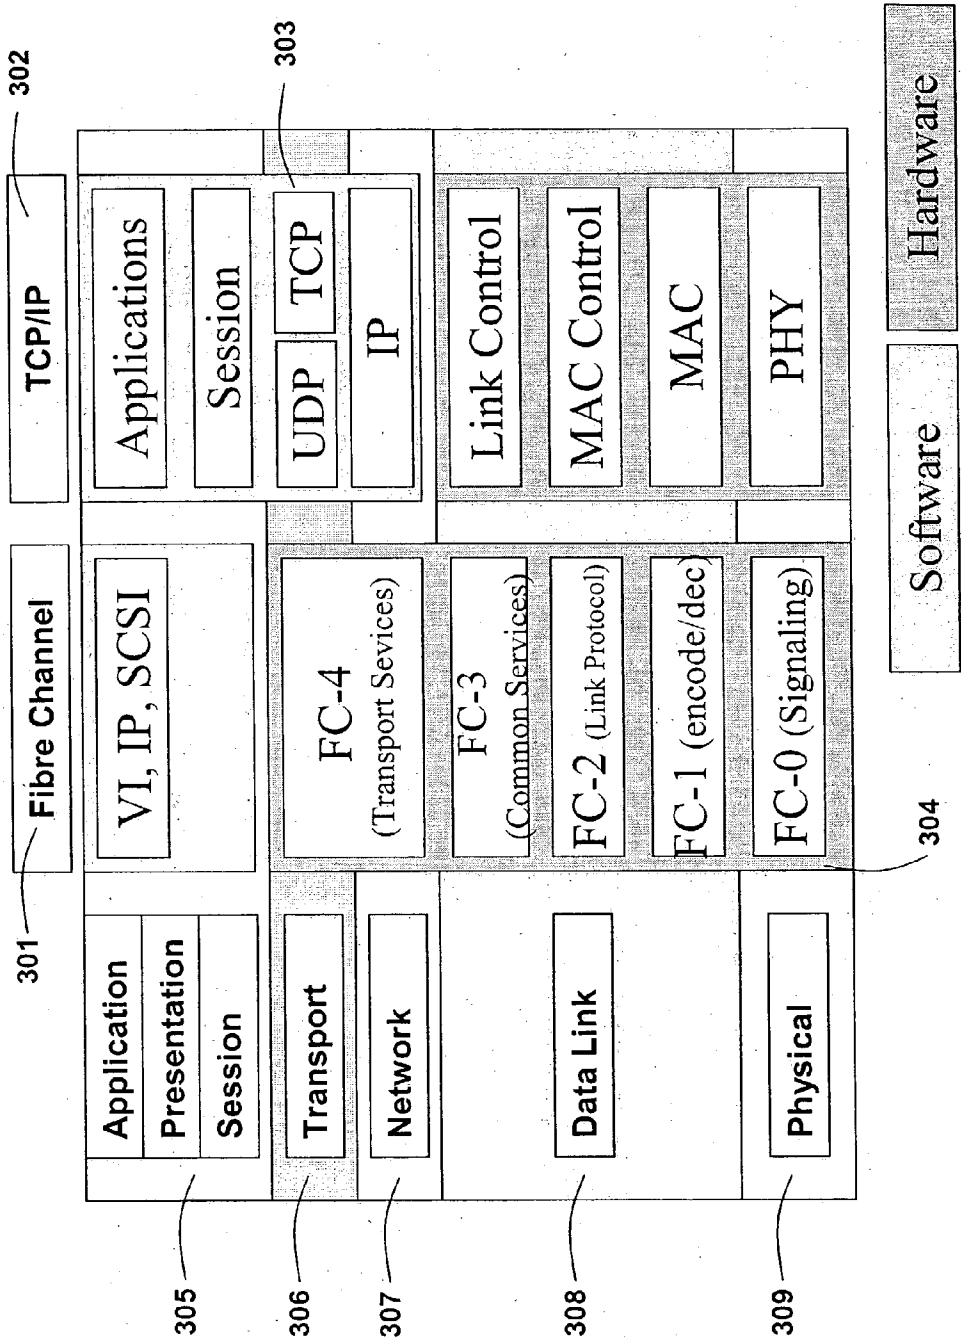 301
Fibre Channel
302
TCP/IP
305
Application
Presentation
Session
VI, IP, SCSI
Applications
Session
306
Transport
FC-4
(Transport Sevices)
UDP
TCP
303
307
Network
IP
308
Data Link
FC-3
(Common Services)
Link Control
FC-2 (Link Protocol)
MAC Control
FC-1 (encode/dec)
MAC
309
Physical
FC-0 (Signaling)
PHY
304
Software
Hardware